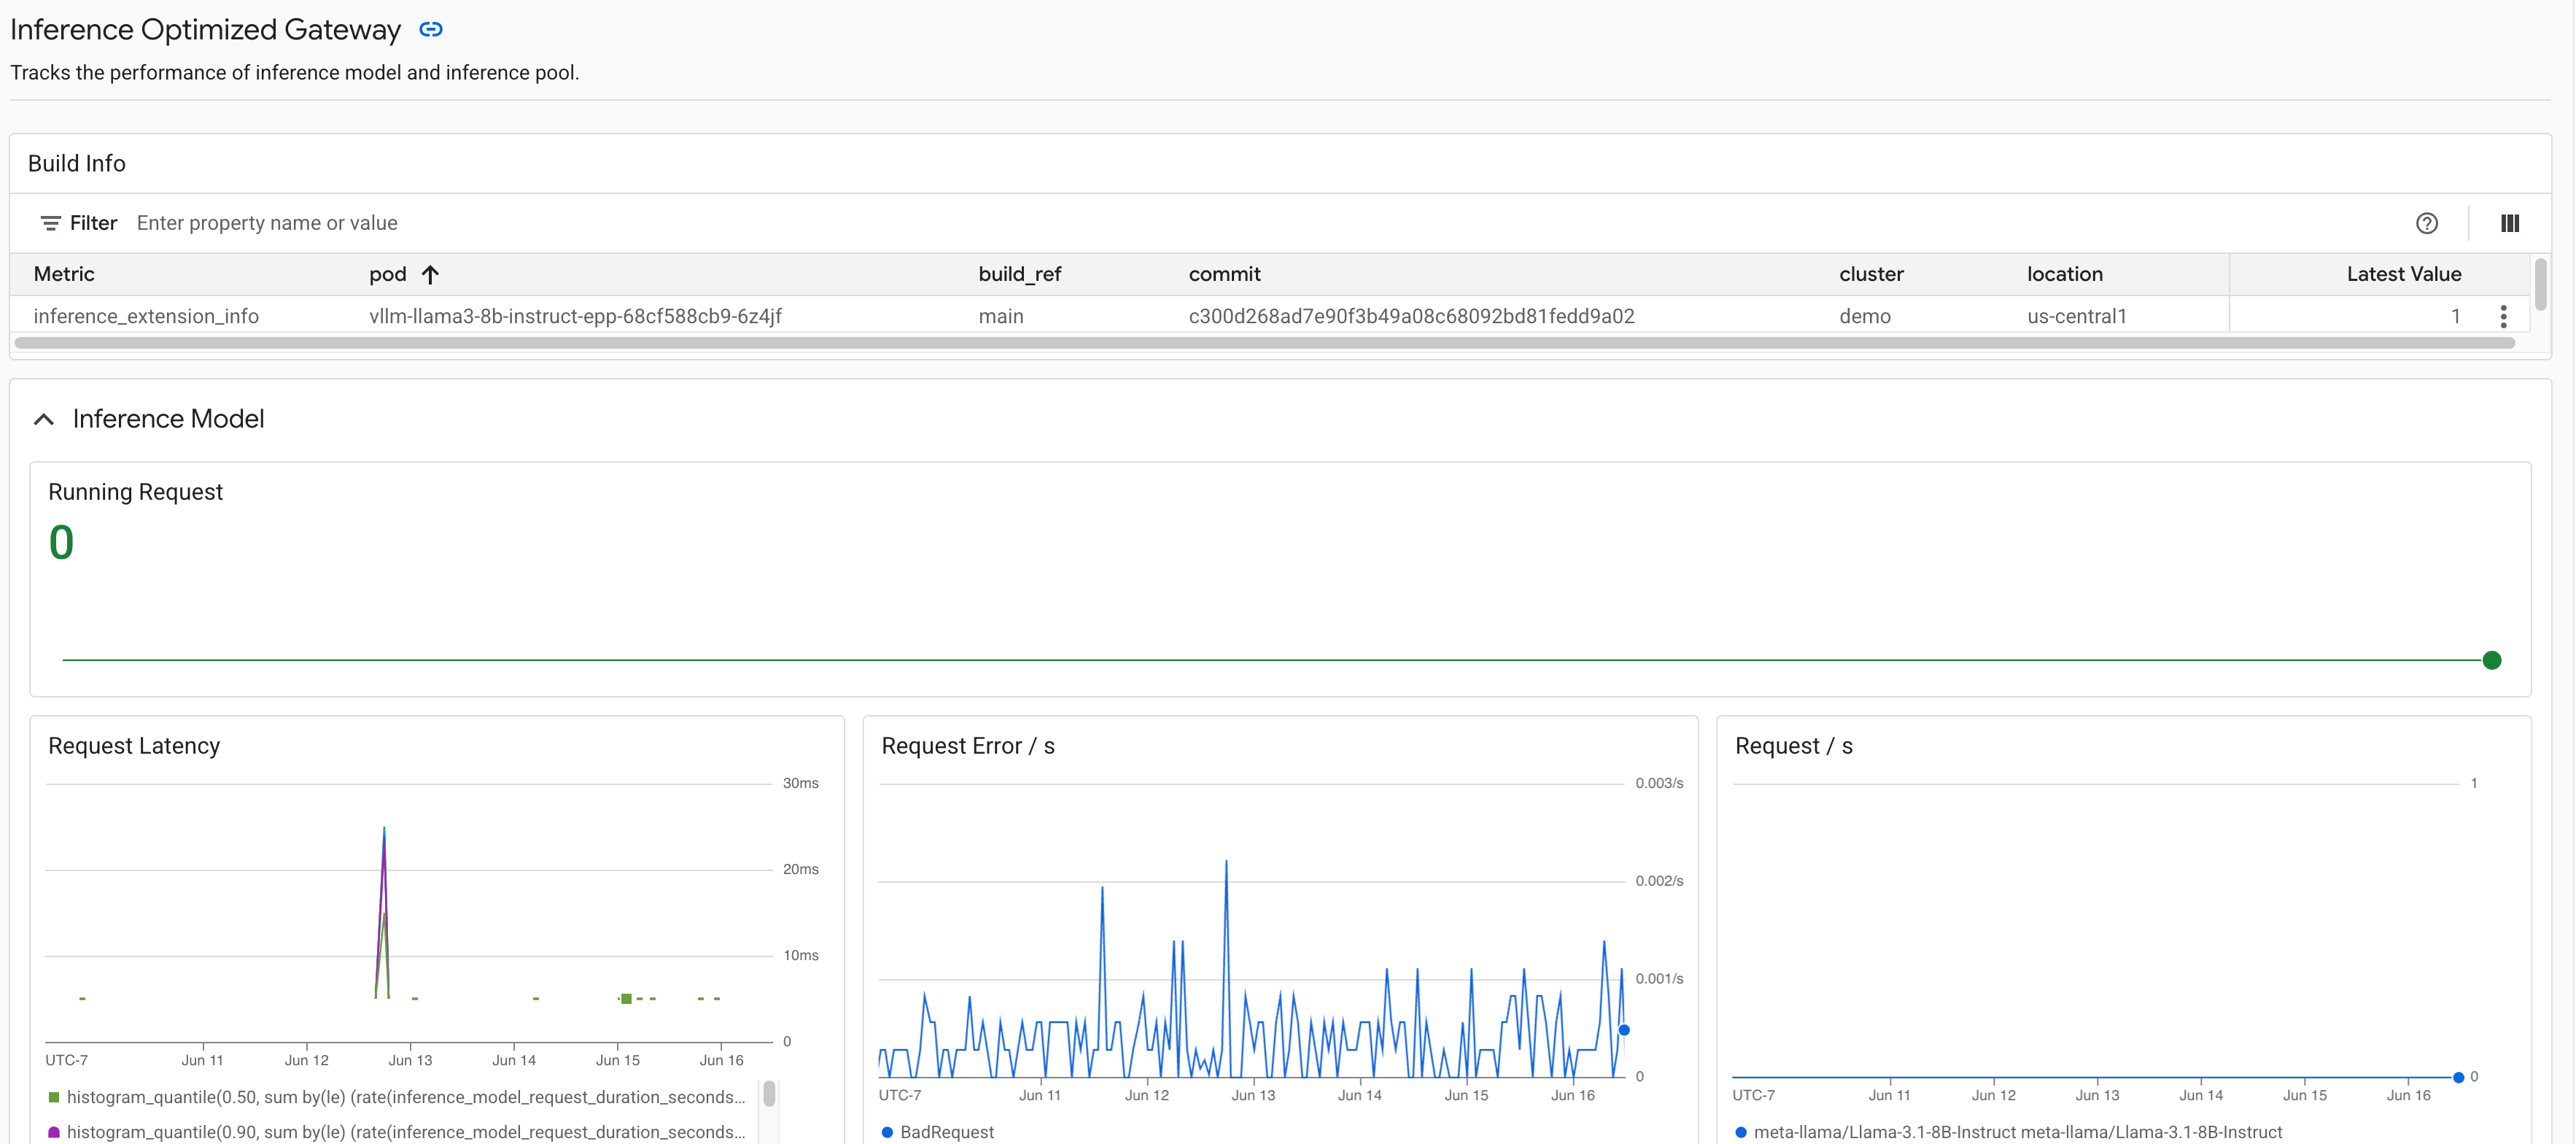 Inference Optimized Gateway
Tracks the performance of inference model and inference pool.
Build Info
Filter Enter property name or value
Metric pod build_ref commit cluster location Latest Value
inference_extension_info vllm-llama3-8b-instruct-epp-68cf588cb9-6z4jf main c300d268ad7e90f3b49a08c68092bd81fedd9a02 demo us-central1 1
Inference Model
Running Request
0
Request Latency
30ms
20ms
10ms
0
UTC-7 Jun 11 Jun 12 Jun 13 Jun 14 Jun 15 Jun 16
histogram_quantile(0.50, sum by(le) (rate(inference_model_request_duration_seconds...
histogram_quantile(0.90, sum by(le) (rate(inference_model_request_duration_seconds...
Request Error / s
0.003/s
0.002/s
0.001/s
0
UTC-7 Jun 11 Jun 12 Jun 13 Jun 14 Jun 15 Jun 16
BadRequest
Request / s
1
0
UTC-7 Jun 11 Jun 12 Jun 13 Jun 14 Jun 15 Jun 16
meta-llama/Llama-3.1-8B-Instruct meta-llama/Llama-3.1-8B-Instruct